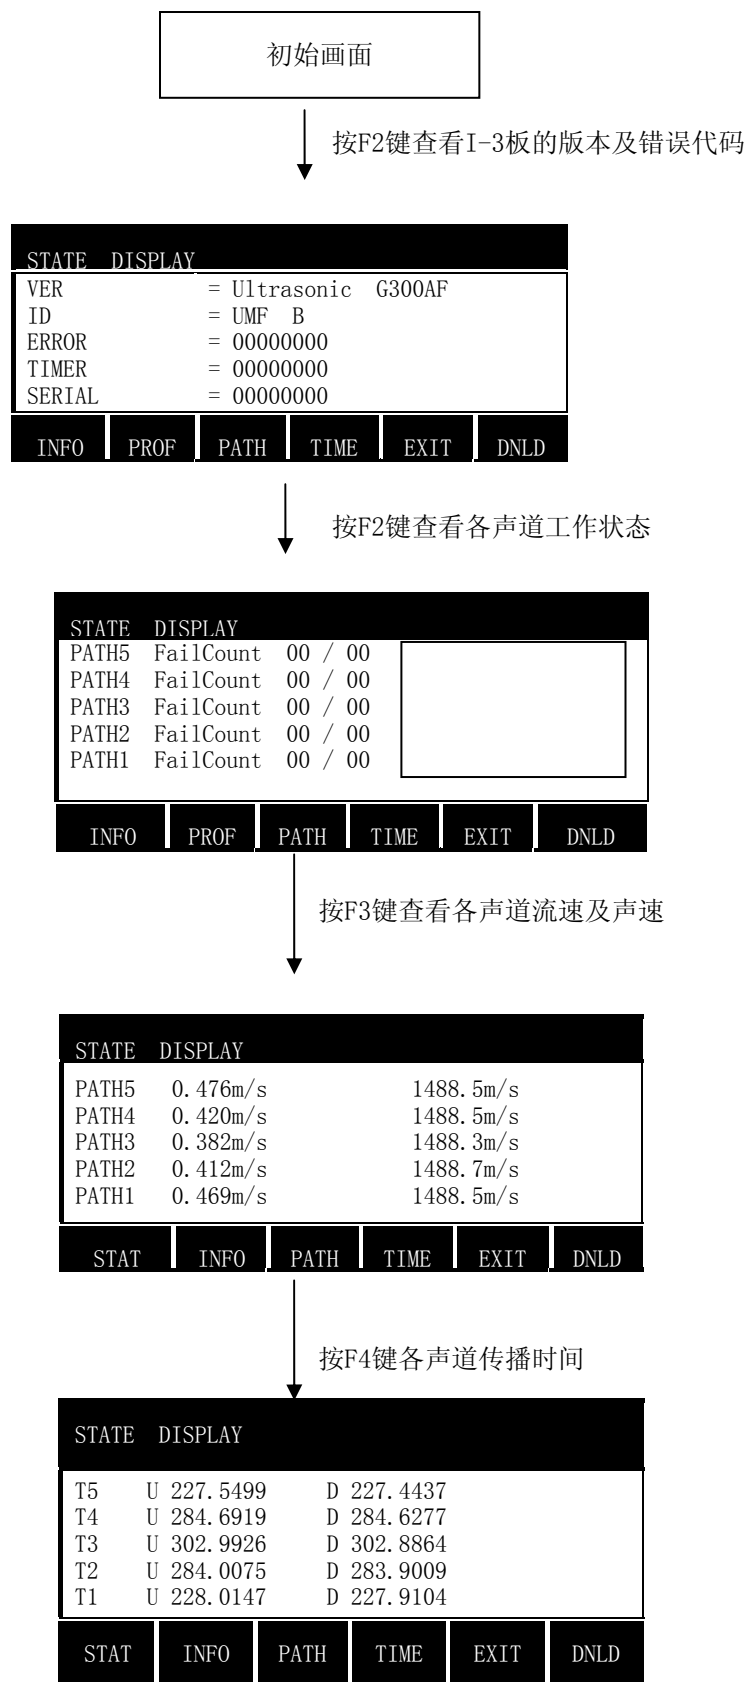 初始画面
按F2键查看I-3板的版本及错误代码
STATE DISPLAY
VER = Ultrasonic G300AF
ID = UMF B
ERROR = 00000000
TIMER = 00000000
SERIAL = 00000000
INFO PROF PATH TIME EXIT DNLD
按F2键查看各声道工作状态
STATE DISPLAY
PATH5 FailCount 00 / 00
PATH4 FailCount 00 / 00
PATH3 FailCount 00 / 00
PATH2 FailCount 00 / 00
PATH1 FailCount 00 / 00
INFO PROF PATH TIME EXIT DNLD
按F3键查看各声道流速及声速
STATE DISPLAY
PATH5 0.476m/s 1488.5m/s
PATH4 0.420m/s 1488.5m/s
PATH3 0.382m/s 1488.3m/s
PATH2 0.412m/s 1488.7m/s
PATH1 0.469m/s 1488.5m/s
STAT INFO PATH TIME EXIT DNLD
按F4键各声道传播时间
STATE DISPLAY
T5 U 227.5499 D 227.4437
T4 U 284.6919 D 284.6277
T3 U 302.9926 D 302.8864
T2 U 284.0075 D 283.9009
T1 U 228.0147 D 227.9104
STAT INFO PATH TIME EXIT DNLD